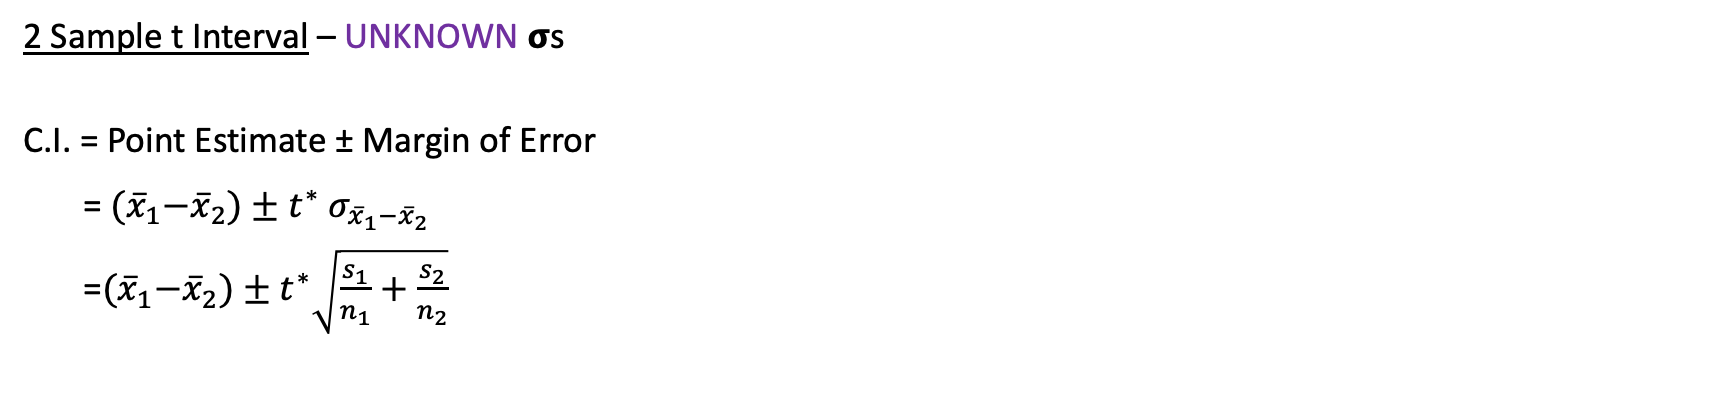 2 Sample t Interval – UNKNOWN σs
C.I. = Point Estimate ± Margin of Error
= (x̄₁−x̄₂) ± t* σx̄₁−x̄₂
=(x̄₁−x̄₂) ± t* √(s₁/n₁ + s₂/n₂)